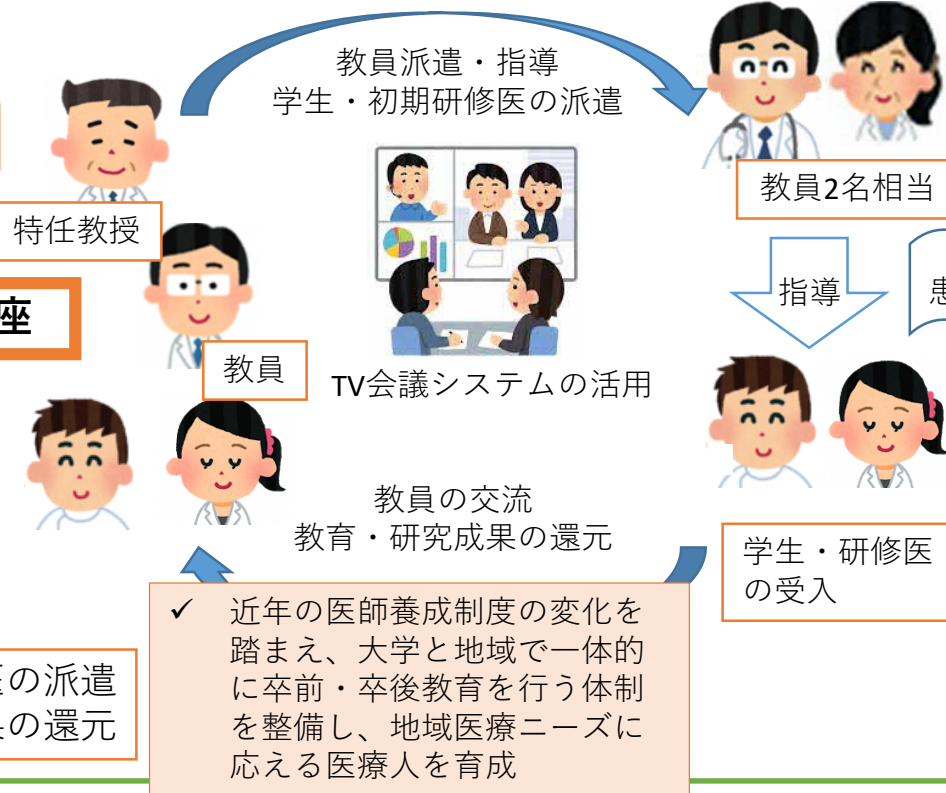 教員派遣・指導
学生・初期研修医の派遣
特任教授
教員2名相当
座
指導
患
教員
TV会議システムの活用
教員の交流
教育・研究成果の還元
学生・研修医
の受入
✓ 近年の医師養成制度の変化を
踏まえ、大学と地域で一体的
に卒前・卒後教育を行う体制
を整備し、地域医療ニーズに
応える医療人を育成
の派遣
の還元